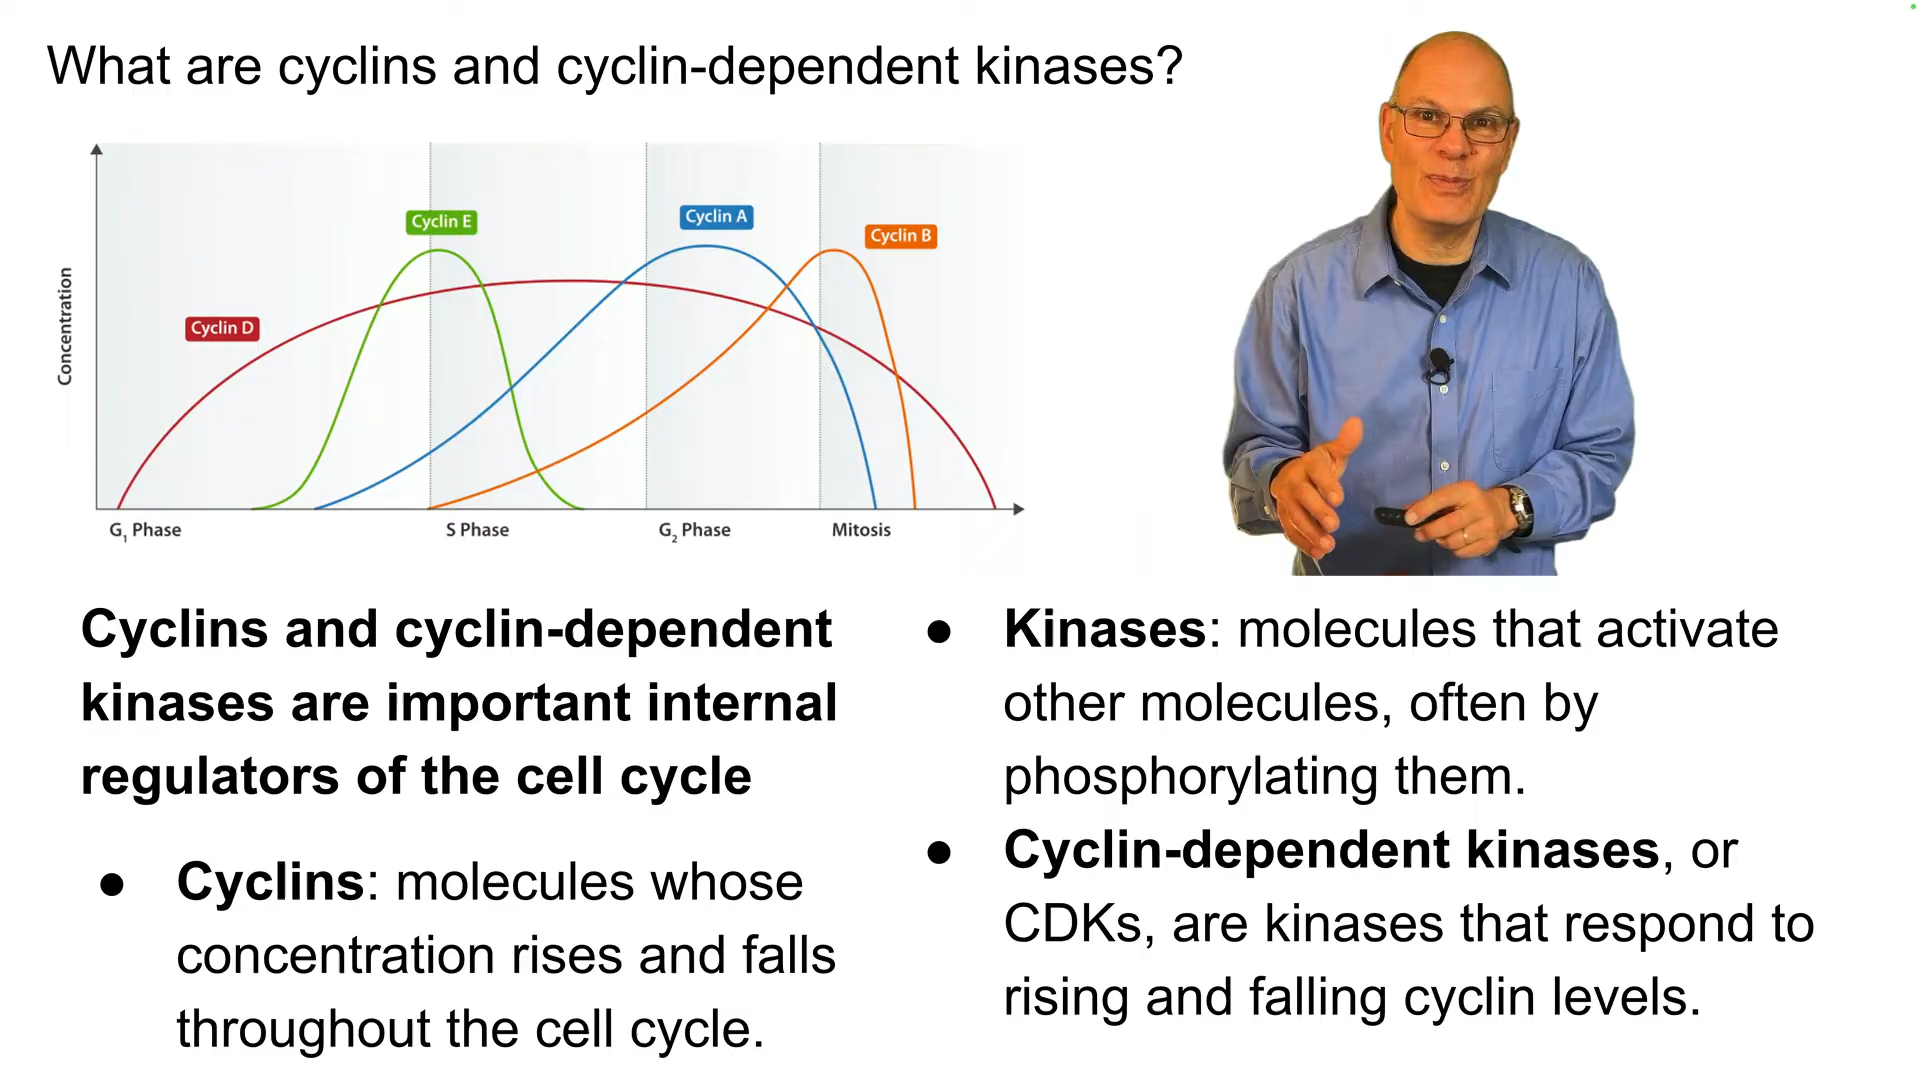 What are cyclins and cyclin-dependent kinases?
Concentration
Cyclin D
Cyclin E
Cyclin A
Cyclin B
G₁ Phase
S Phase
G₂ Phase
Mitosis
Cyclins and cyclin-dependent
kinases are important internal
regulators of the cell cycle
● Cyclins: molecules whose
concentration rises and falls
throughout the cell cycle.
● Kinases: molecules that activate
other molecules, often by
phosphorylating them.
● Cyclin-dependent kinases, or
CDKs, are kinases that respond to
rising and falling cyclin levels.